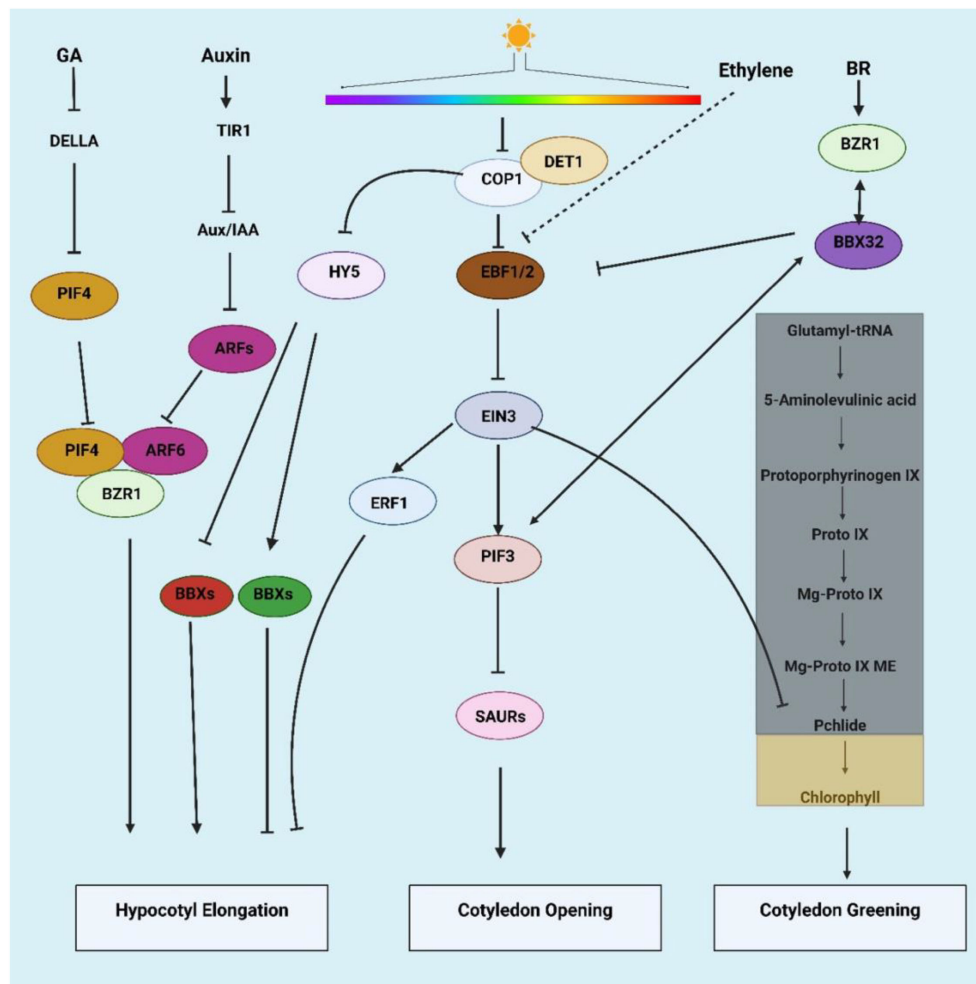 GA
Auxin
Ethylene
BR
DELLA
TIR1
COP1
DET1
BZR1
Aux/IAA
HY5
EBF1/2
BBX32
PIF4
ARFs
Glutamyl-tRNA
5-Aminolevulinic acid
Protoporphyrinogen IX
Proto IX
Mg-Proto IX
Mg-Proto IX ME
Pchlide
Chlorophyll
PIF4
ARF6
BZR1
EIN3
ERF1
PIF3
BBXs
BBXs
SAURs
Hypocotyl Elongation
Cotyledon Opening
Cotyledon Greening